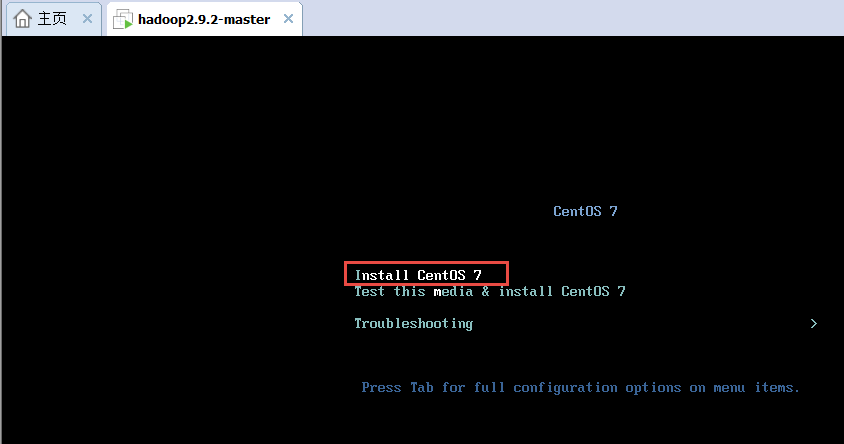 主页
hadoop2.9.2-master
CentOS 7
Install CentOS 7
Test this media & install CentOS 7
Troubleshooting >
Press Tab for full configuration options on menu items.